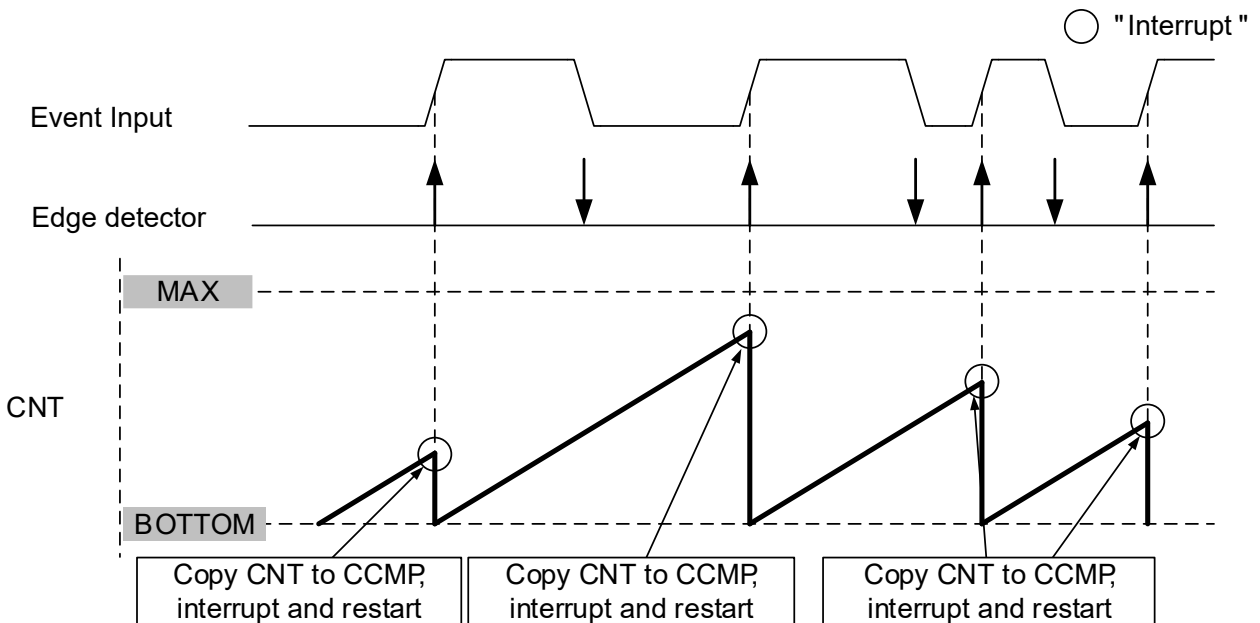 "Interrupt"
Event Input
Edge detector
MAX
CNT
BOTTOM
Copy CNT to CCMP,
interrupt and restart
Copy CNT to CCMP,
interrupt and restart
Copy CNT to CCMP,
interrupt and restart